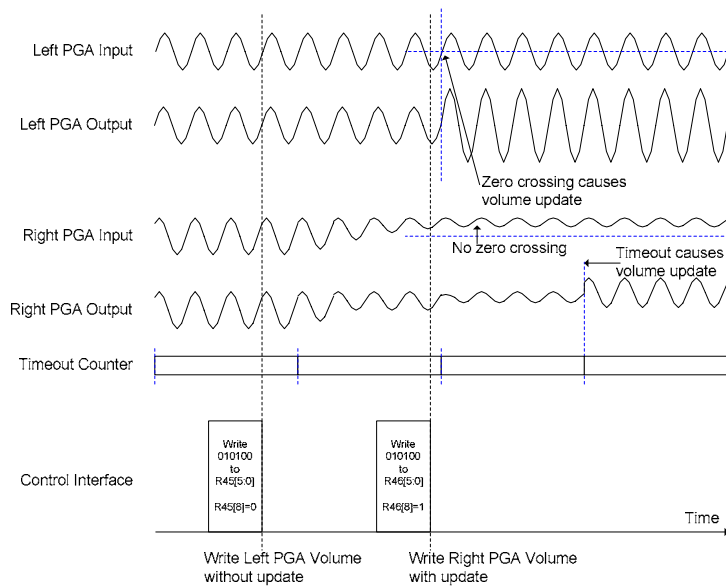 Left PGA Input
Left PGA Output
Zero crossing causes
volume update
Right PGA Input
No zero crossing
Timeout causes
volume update
Right PGA Output
Timeout Counter
Write
010100
to
R45[5:0]
R45[8]=0
Write
010100
to
R46[5:0]
R46[8]=1
Control Interface
Time
Write Left PGA Volume
without update
Write Right PGA Volume
with update